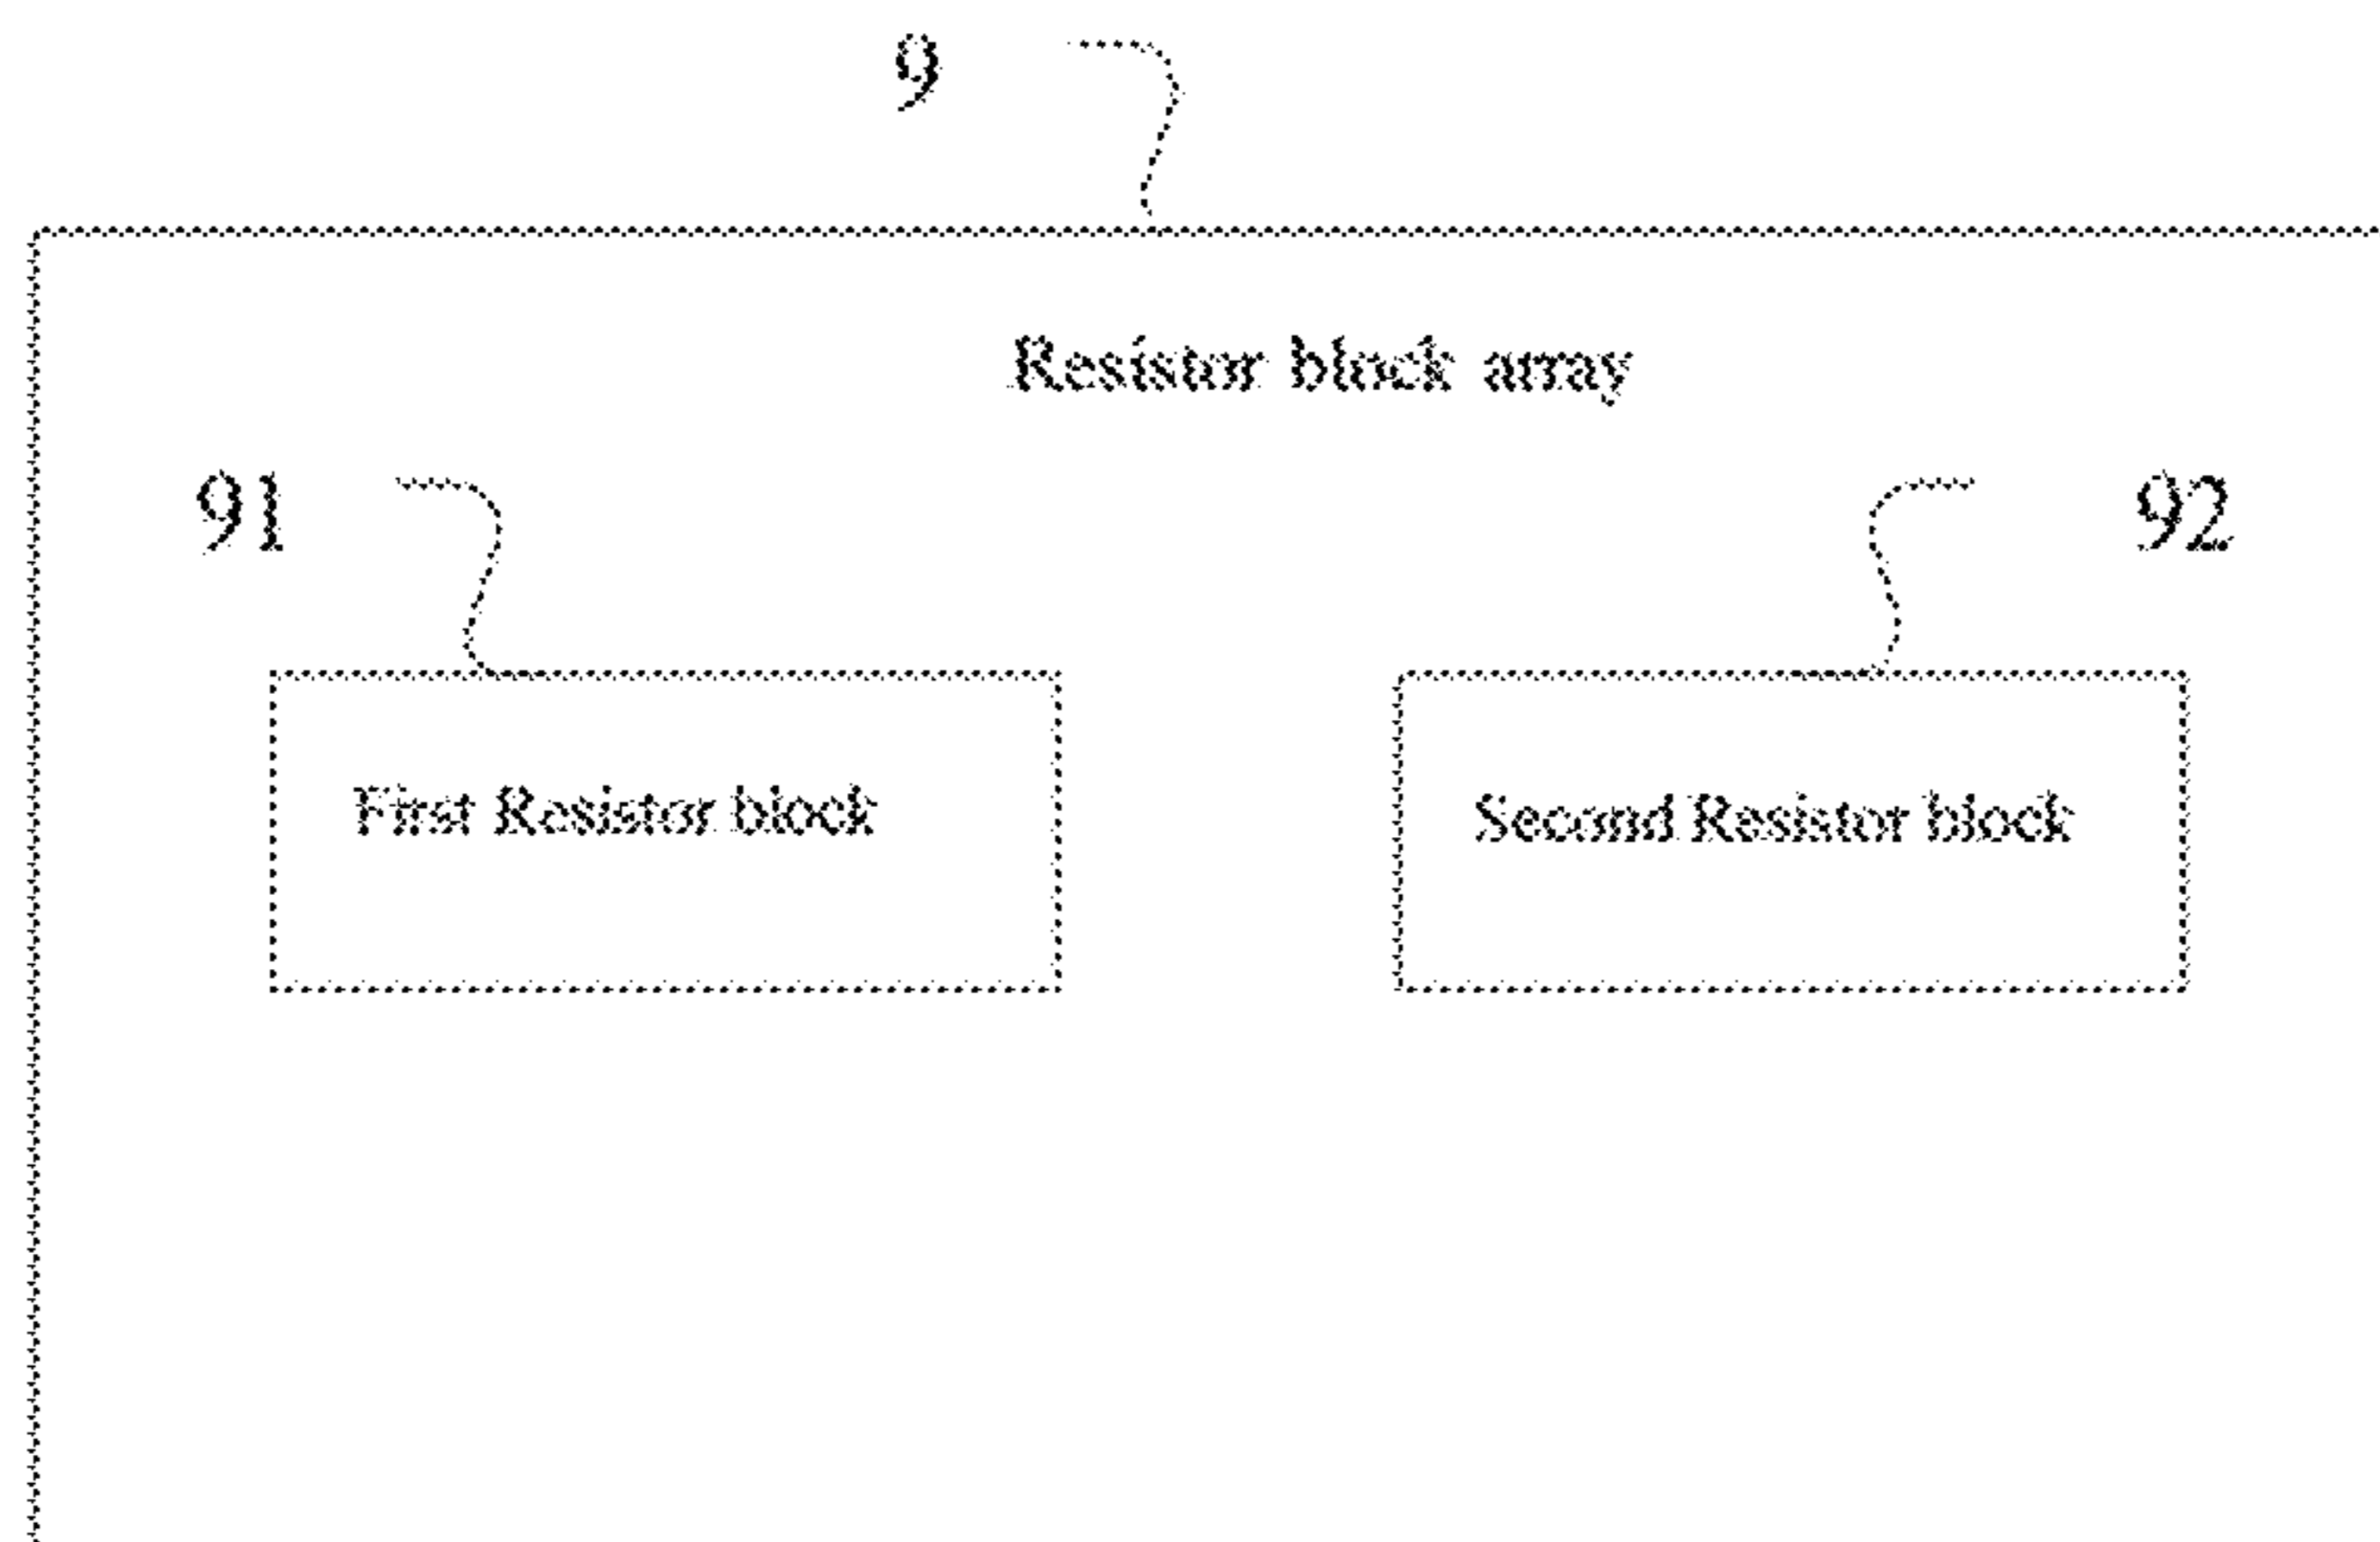 9
Resistor block array
91
92
First Resistor block
Second Resistor block